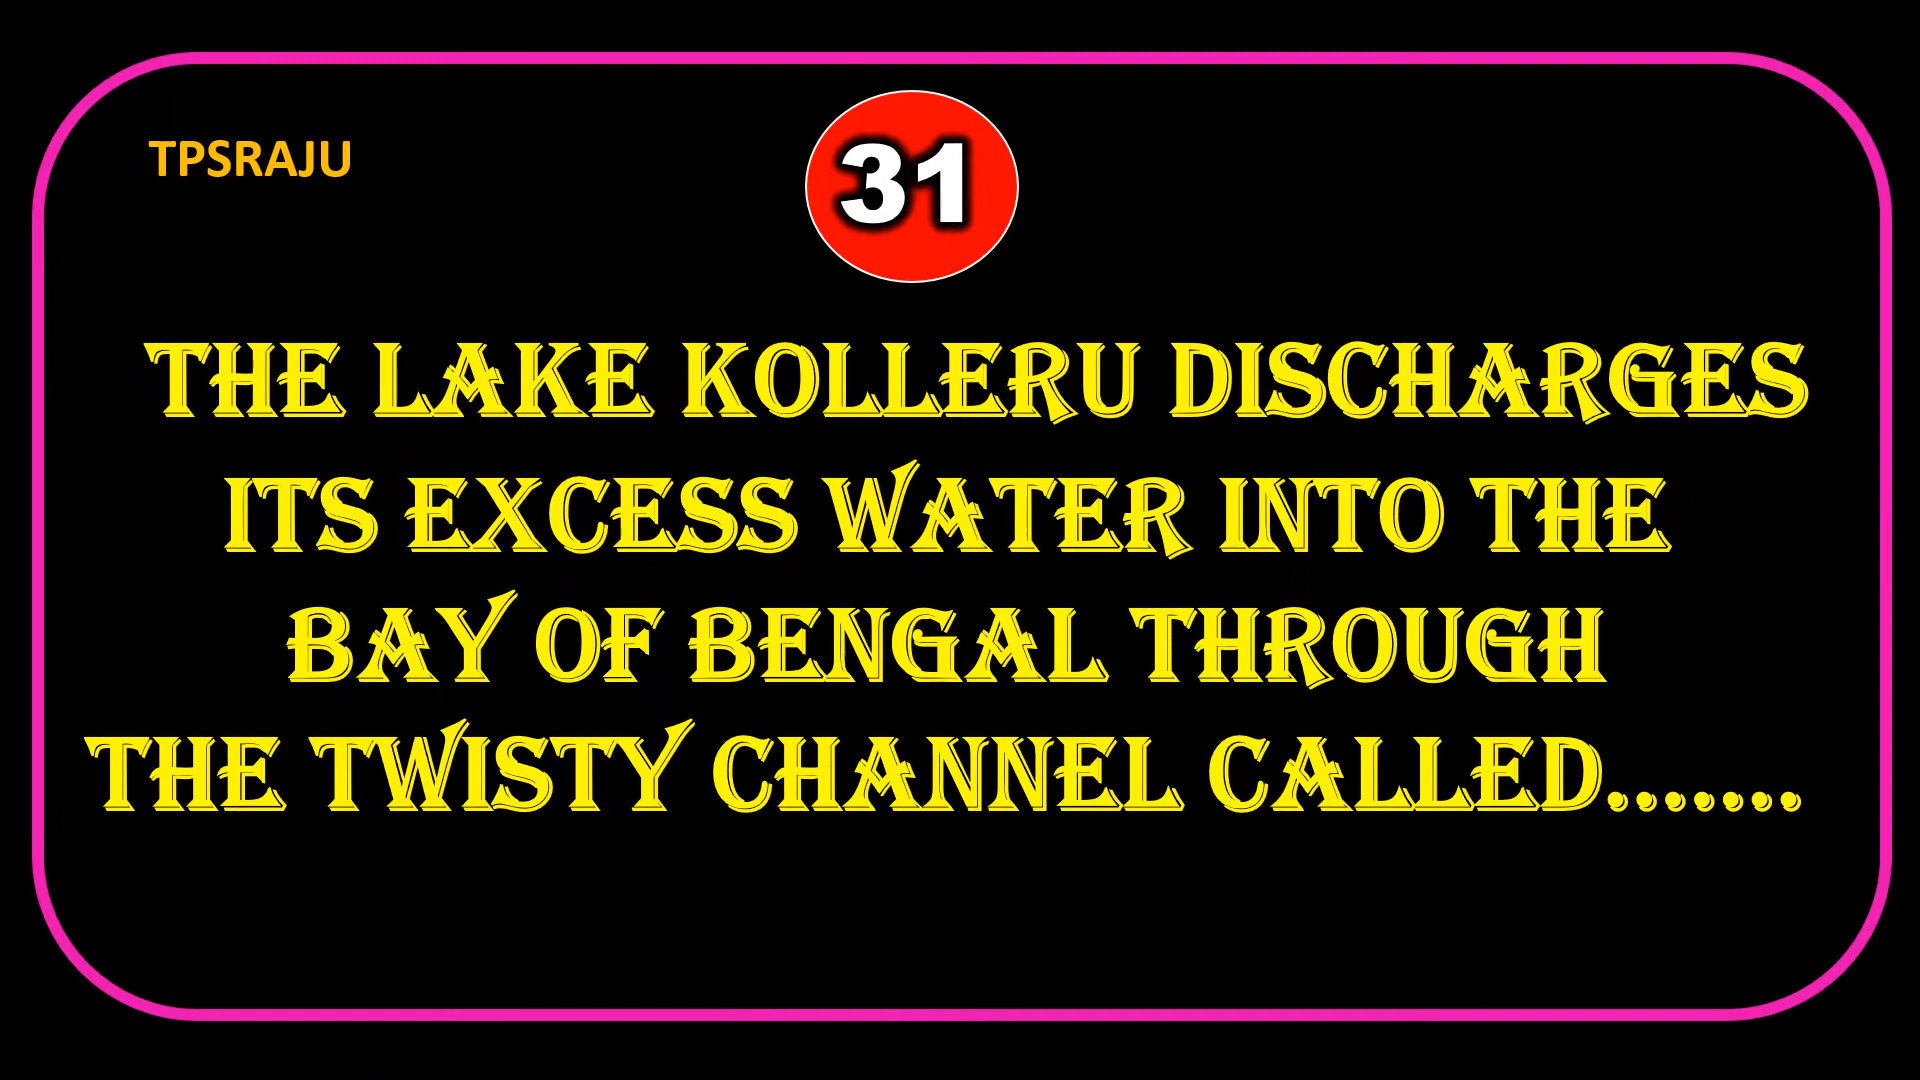 TPSRAJU
31
THE LAKE KOLLERU DISCHARGES
ITS EXCESS WATER INTO THE
BAY OF BENGAL THROUGH
THE TWISTY CHANNEL CALLED.......